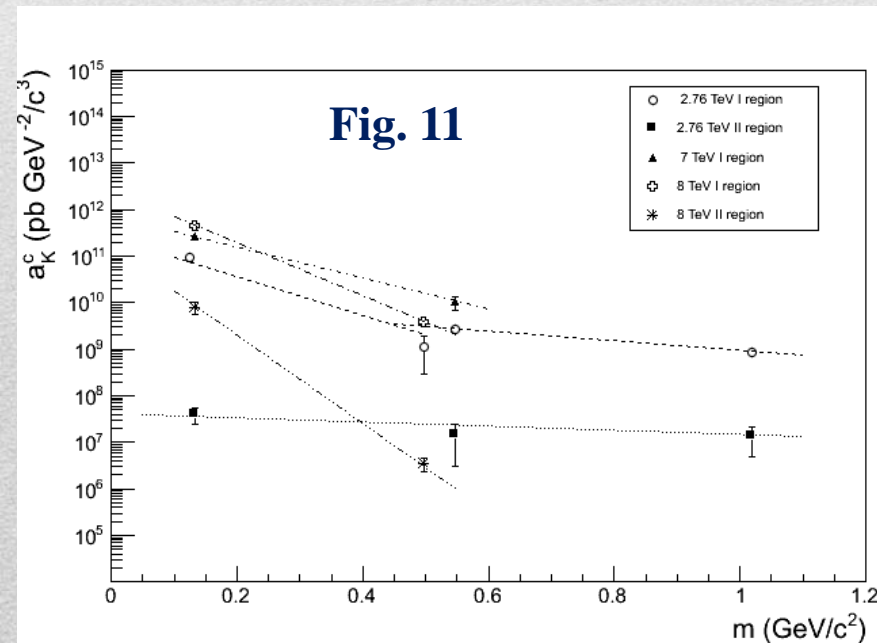 Fig. 11
a_K^c (pb GeV^-2/c^3)
10^15
10^14
10^13
10^12
10^11
10^10
10^9
10^8
10^7
10^6
10^5
2.76 TeV I region
2.76 TeV II region
7 TeV I region
8 TeV I region
8 TeV II region
0 0.2 0.4 0.6 0.8 1 1.2
m (GeV/c^2)